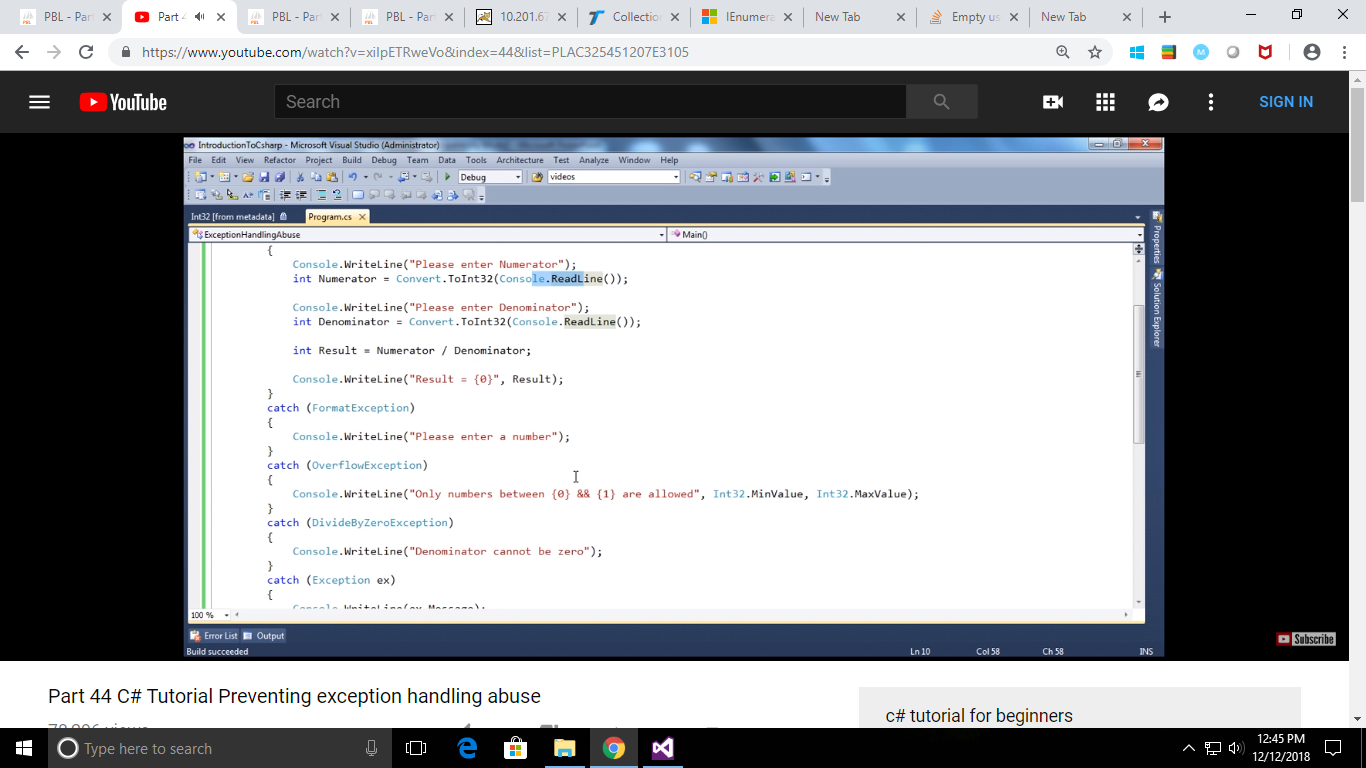 PBL - Par
Part 4
PBL - Par
PBL - Par
10.201.67
Collection
IEnumera
New Tab
Empty us
New Tab
https://www.youtube.com/watch?v=xiIpETRweVo&index=44&list=PLAC325451207E3105
YouTube
Search
SIGN IN
IntroductionToCsharp - Microsoft Visual Studio (Administrator)
File Edit View Refactor Project Build Debug Team Data Tools Architecture Test Analyze Window Help
Debug
videos
Int32 [from metadata]
Program.cs
ExceptionHandlingAbuse
Main()
Properties
Solution Explorer
{
Console.WriteLine("Please enter Numerator");
int Numerator = Convert.ToInt32(Console.ReadLine());
Console.WriteLine("Please enter Denominator");
int Denominator = Convert.ToInt32(Console.ReadLine());
int Result = Numerator / Denominator;
Console.WriteLine("Result = {0}", Result);
}
catch (FormatException)
{
Console.WriteLine("Please enter a number");
}
catch (OverflowException)
{
Console.WriteLine("Only numbers between {0} && {1} are allowed", Int32.MinValue, Int32.MaxValue);
}
catch (DivideByZeroException)
{
Console.WriteLine("Denominator cannot be zero");
}
catch (Exception ex)
{
Console.WriteLine(ex.Message);
100 %
Error List
Output
Subscribe
Build succeeded
Ln 10
Col 58
Ch 58
INS
Part 44 C# Tutorial Preventing exception handling abuse
c# tutorial for beginners
Type here to search
12:45 PM
12/12/2018